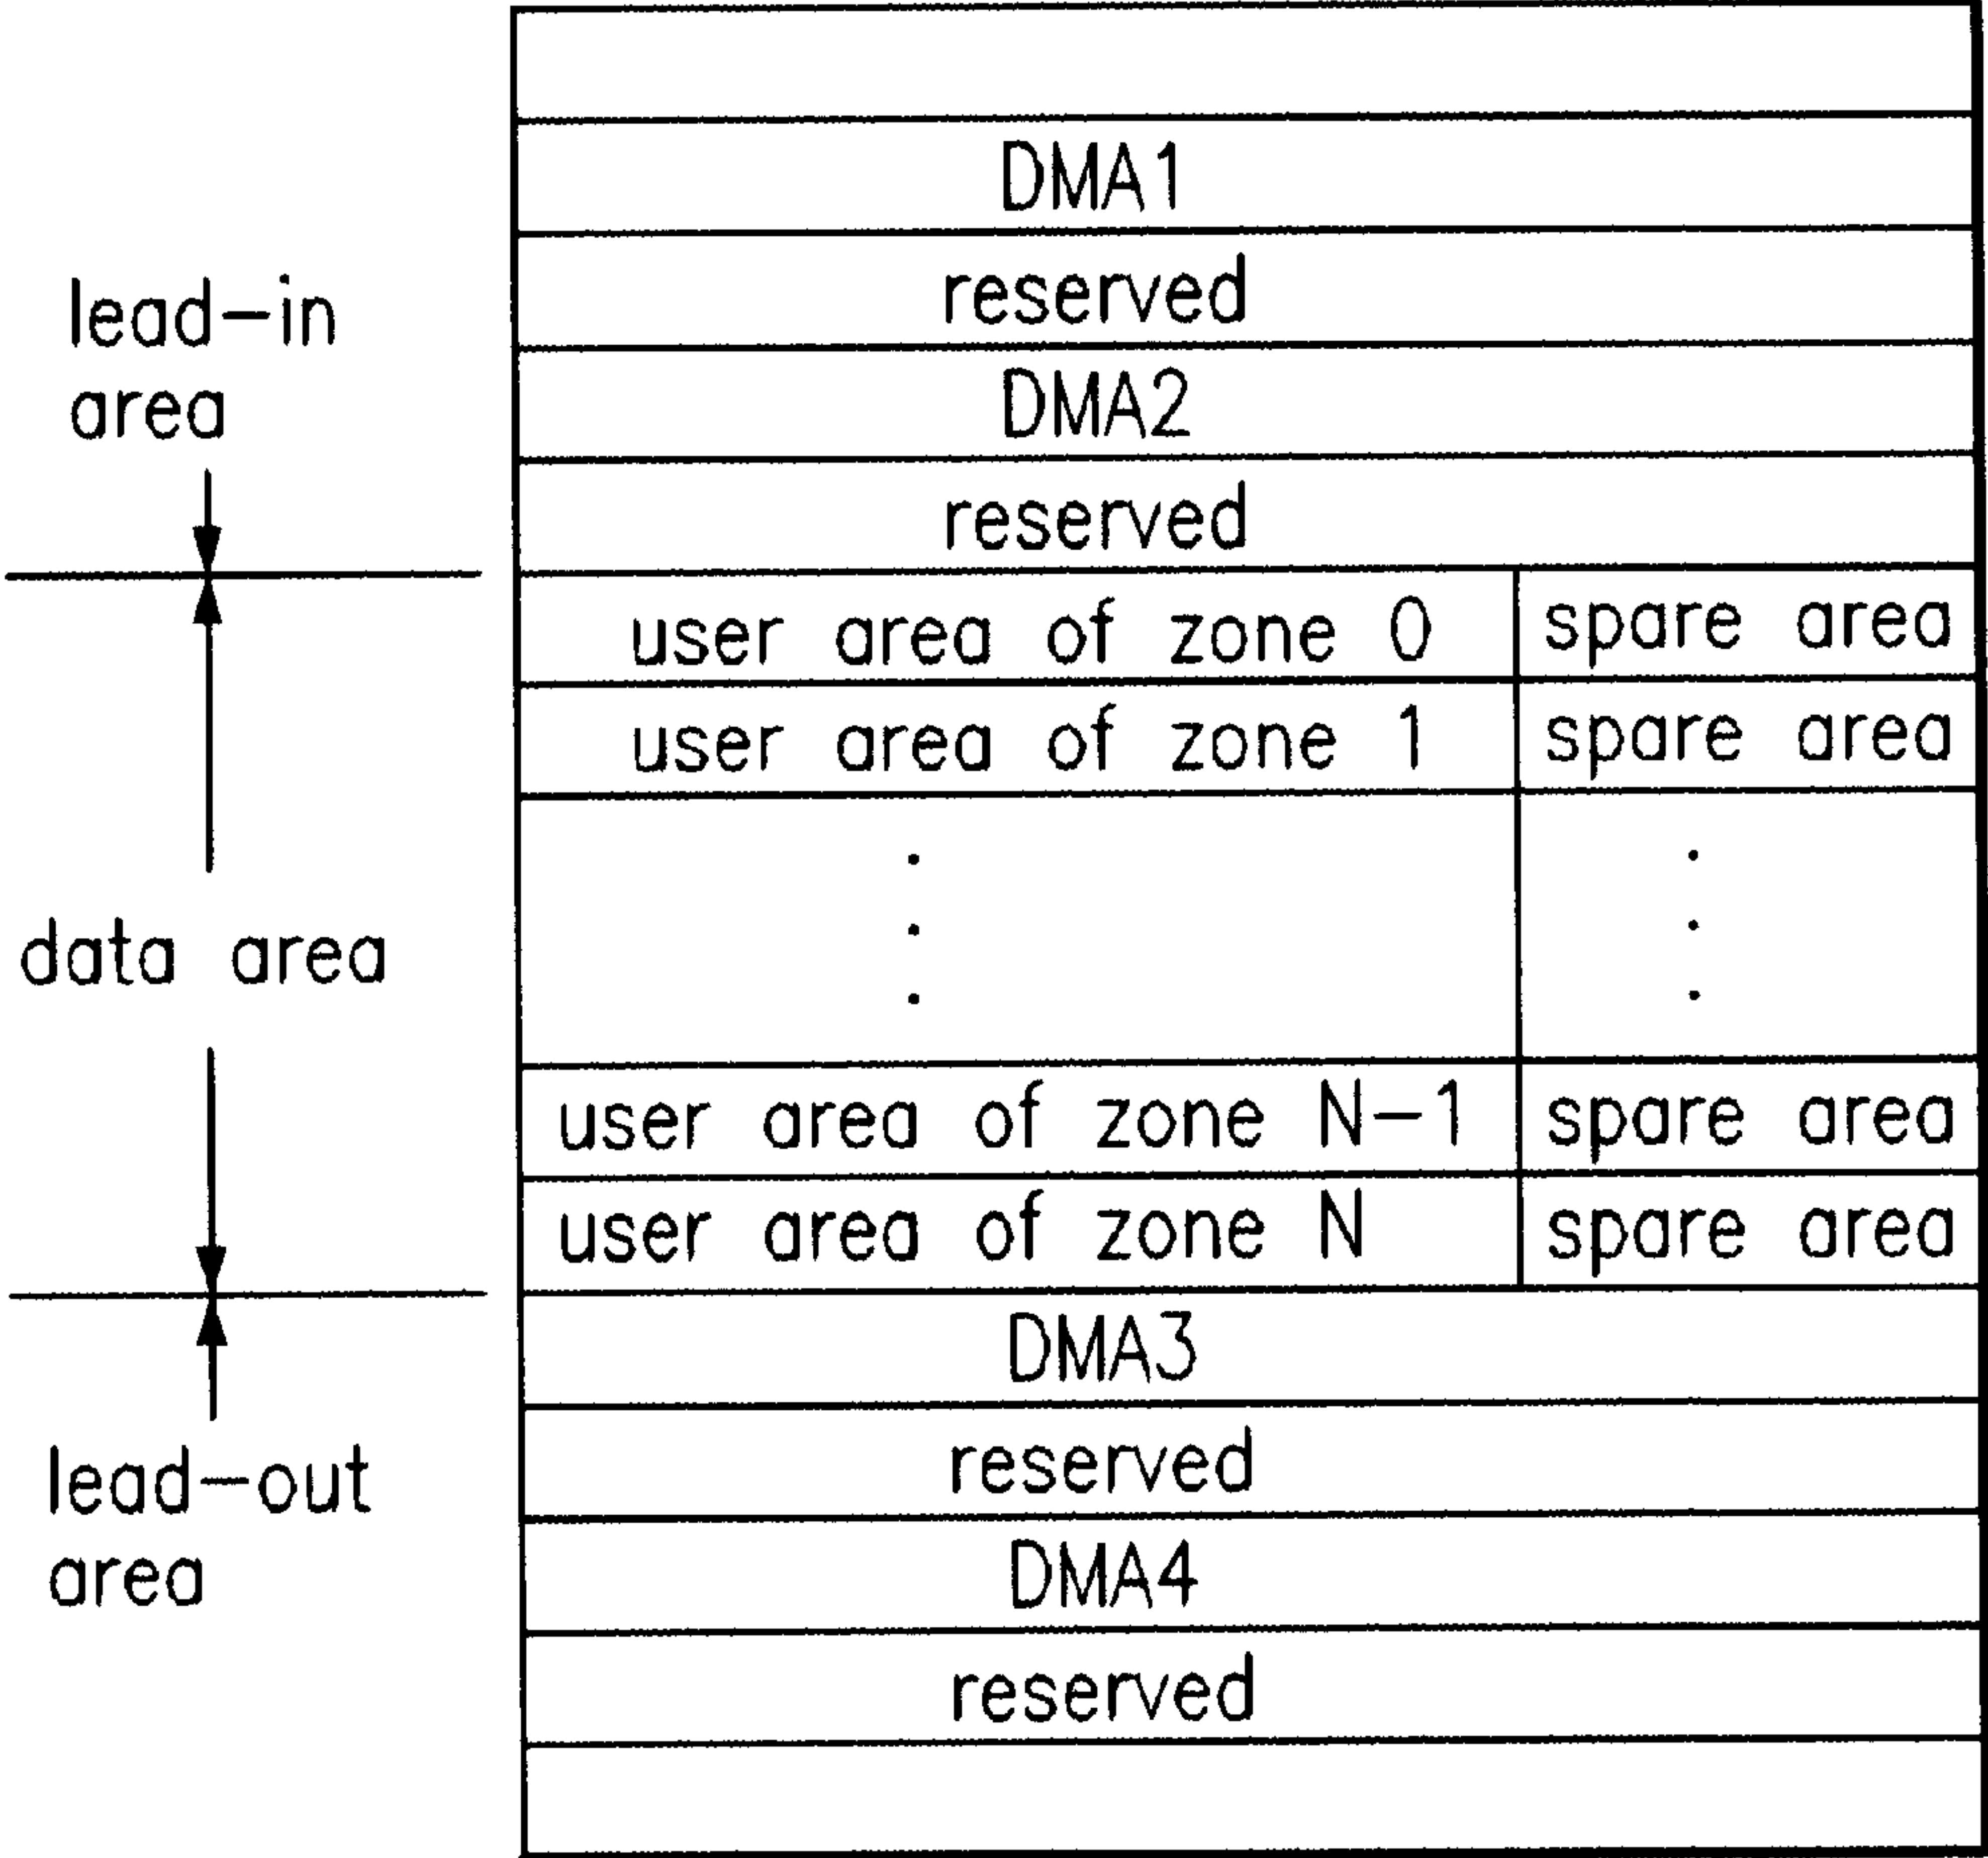 DMA1
reserved
lead-in
area
DMA2
reserved
user area of zone 0 spare area
user area of zone 1 spare area
data area
user area of zone N-1 spare area
user area of zone N spare area
DMA3
reserved
lead-out
area
DMA4
reserved